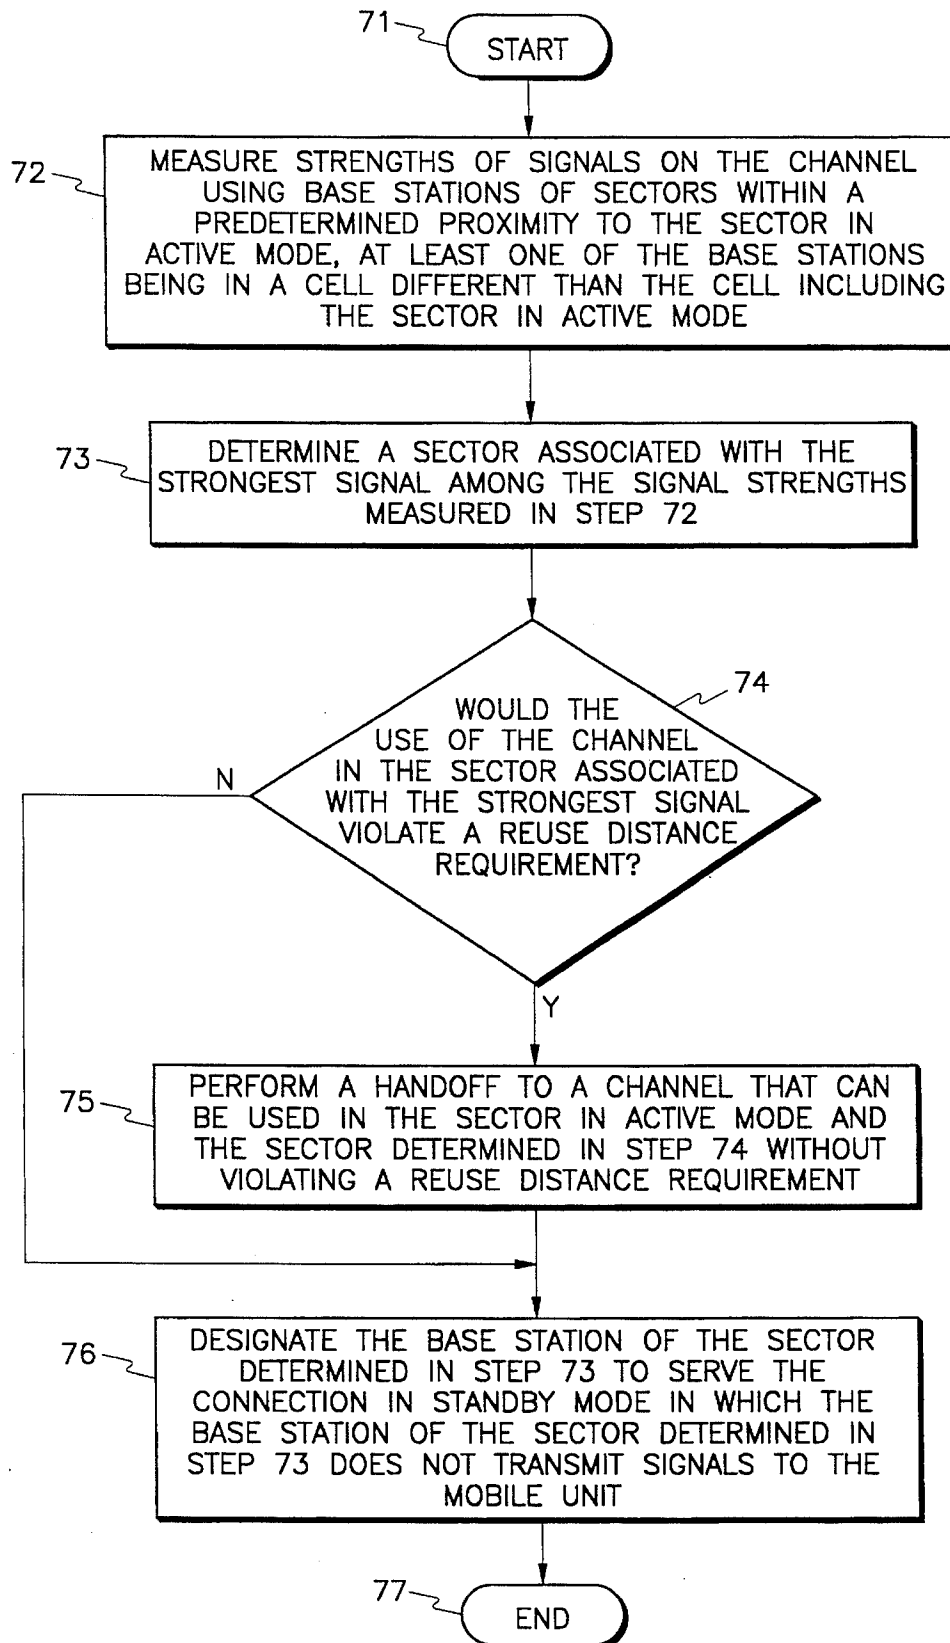 71
START
72
MEASURE STRENGTHS OF SIGNALS ON THE CHANNEL
USING BASE STATIONS OF SECTORS WITHIN A
PREDETERMINED PROXIMITY TO THE SECTOR IN
ACTIVE MODE, AT LEAST ONE OF THE BASE STATIONS
BEING IN A CELL DIFFERENT THAN THE CELL INCLUDING
THE SECTOR IN ACTIVE MODE
73
DETERMINE A SECTOR ASSOCIATED WITH THE
STRONGEST SIGNAL AMONG THE SIGNAL STRENGTHS
MEASURED IN STEP 72
74
WOULD THE
USE OF THE CHANNEL
IN THE SECTOR ASSOCIATED
WITH THE STRONGEST SIGNAL
VIOLATE A REUSE DISTANCE
REQUIREMENT?
N
Y
75
PERFORM A HANDOFF TO A CHANNEL THAT CAN
BE USED IN THE SECTOR IN ACTIVE MODE AND
THE SECTOR DETERMINED IN STEP 74 WITHOUT
VIOLATING A REUSE DISTANCE REQUIREMENT
76
DESIGNATE THE BASE STATION OF THE SECTOR
DETERMINED IN STEP 73 TO SERVE THE
CONNECTION IN STANDBY MODE IN WHICH THE
BASE STATION OF THE SECTOR DETERMINED IN
STEP 73 DOES NOT TRANSMIT SIGNALS TO THE
MOBILE UNIT
77
END